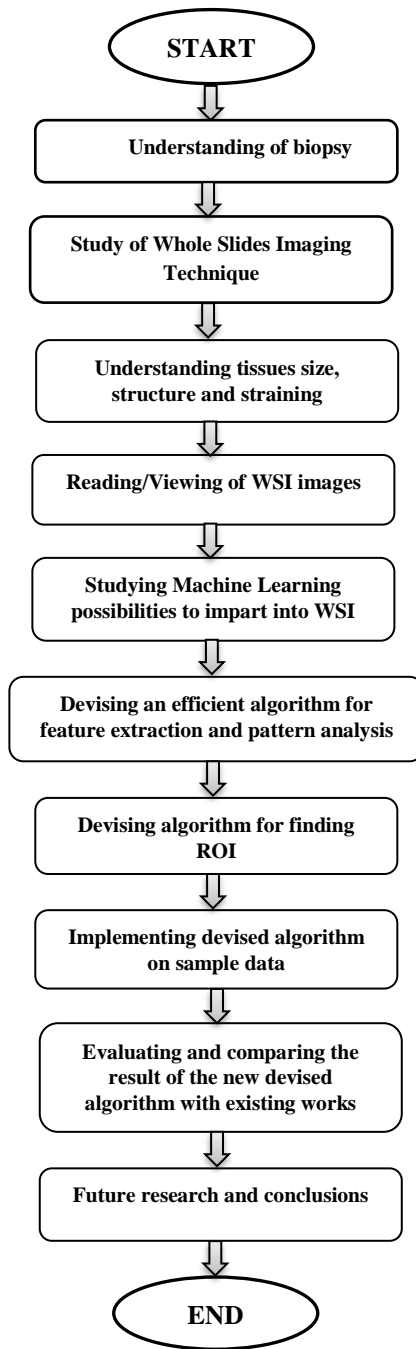 START
Understanding of biopsy
Study of Whole Slides Imaging
Technique
Understanding tissues size,
structure and straining
Reading/Viewing of WSI images
Studying Machine Learning
possibilities to impart into WSI
Devising an efficient algorithm for
feature extraction and pattern analysis
Devising algorithm for finding
ROI
Implementing devised algorithm
on sample data
Evaluating and comparing the
result of the new devised
algorithm with existing works
Future research and conclusions
END